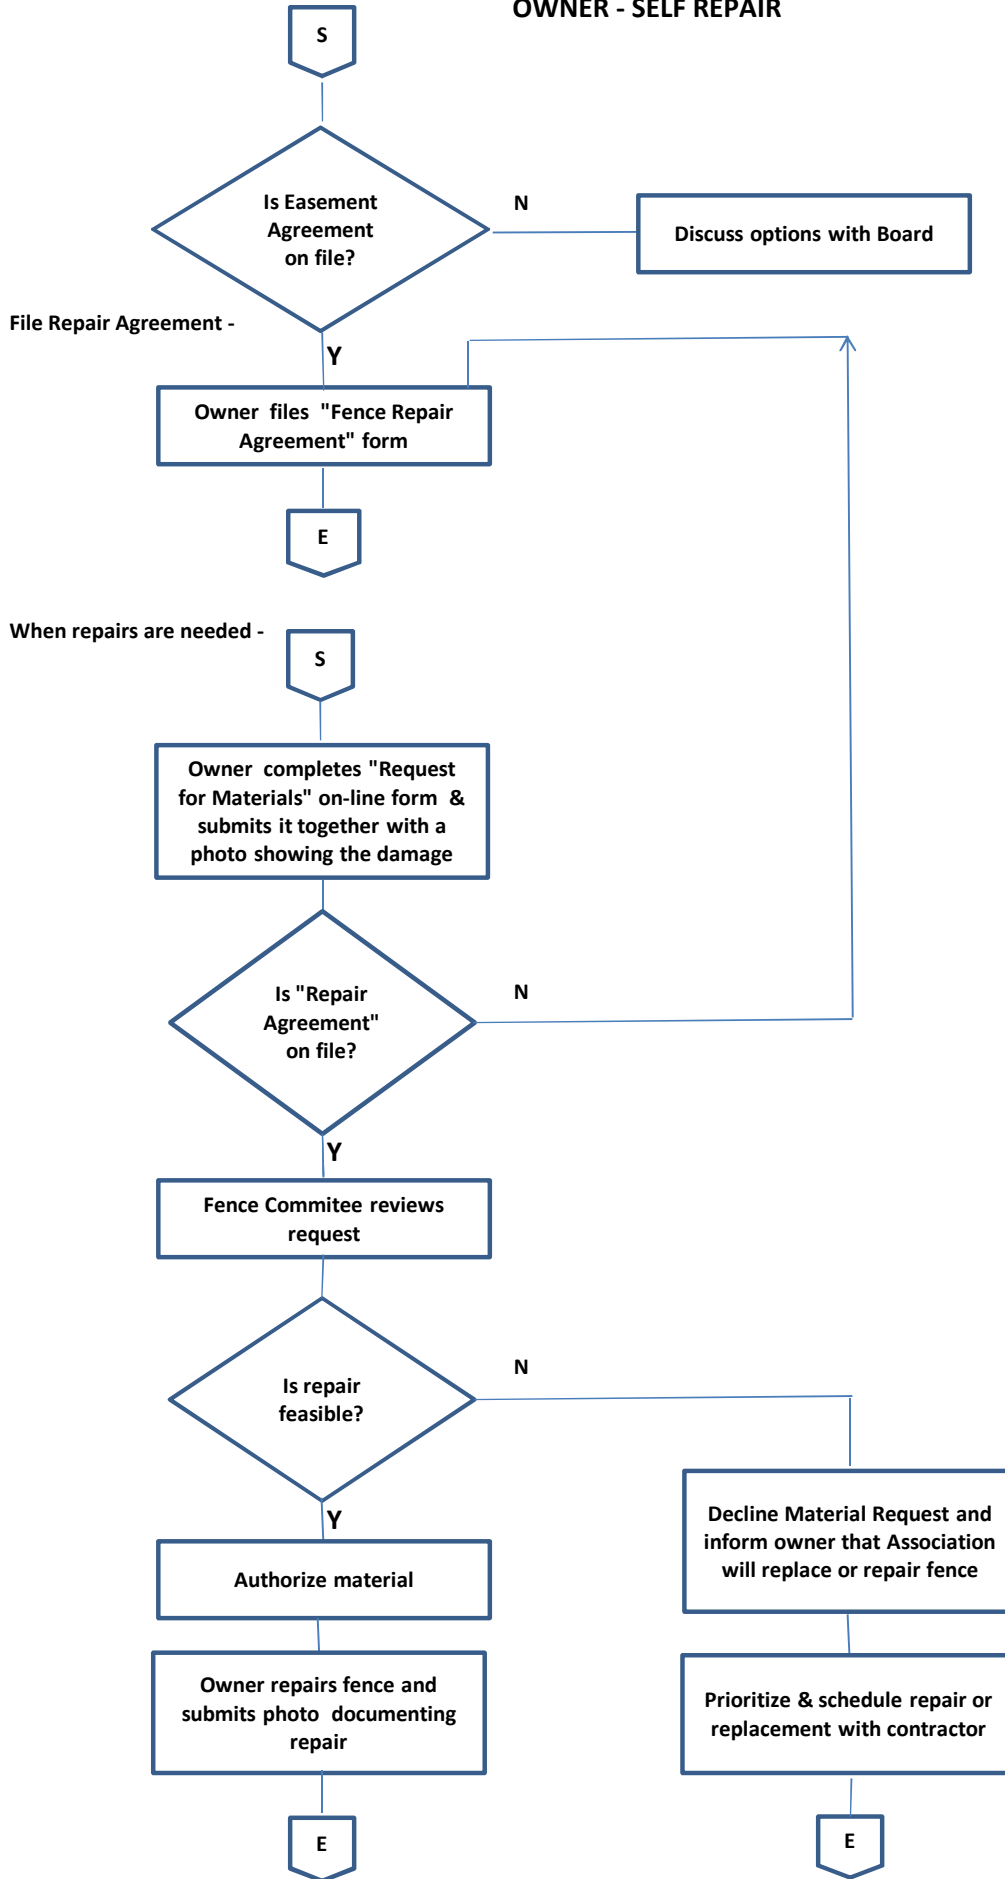 OWNER - SELF REPAIR
S
Is Easement
Agreement
on file?
N
Discuss options with Board
File Repair Agreement -
Y
Owner files "Fence Repair
Agreement" form
E
When repairs are needed -
S
Owner completes "Request
for Materials" on-line form &
submits it together with a
photo showing the damage
Is "Repair
Agreement"
on file?
N
Y
Fence Commitee reviews
request
Is repair
feasible?
N
Y
Decline Material Request and
inform owner that Association
will replace or repair fence
Authorize material
Owner repairs fence and
submits photo documenting
repair
Prioritize & schedule repair or
replacement with contractor
E
E